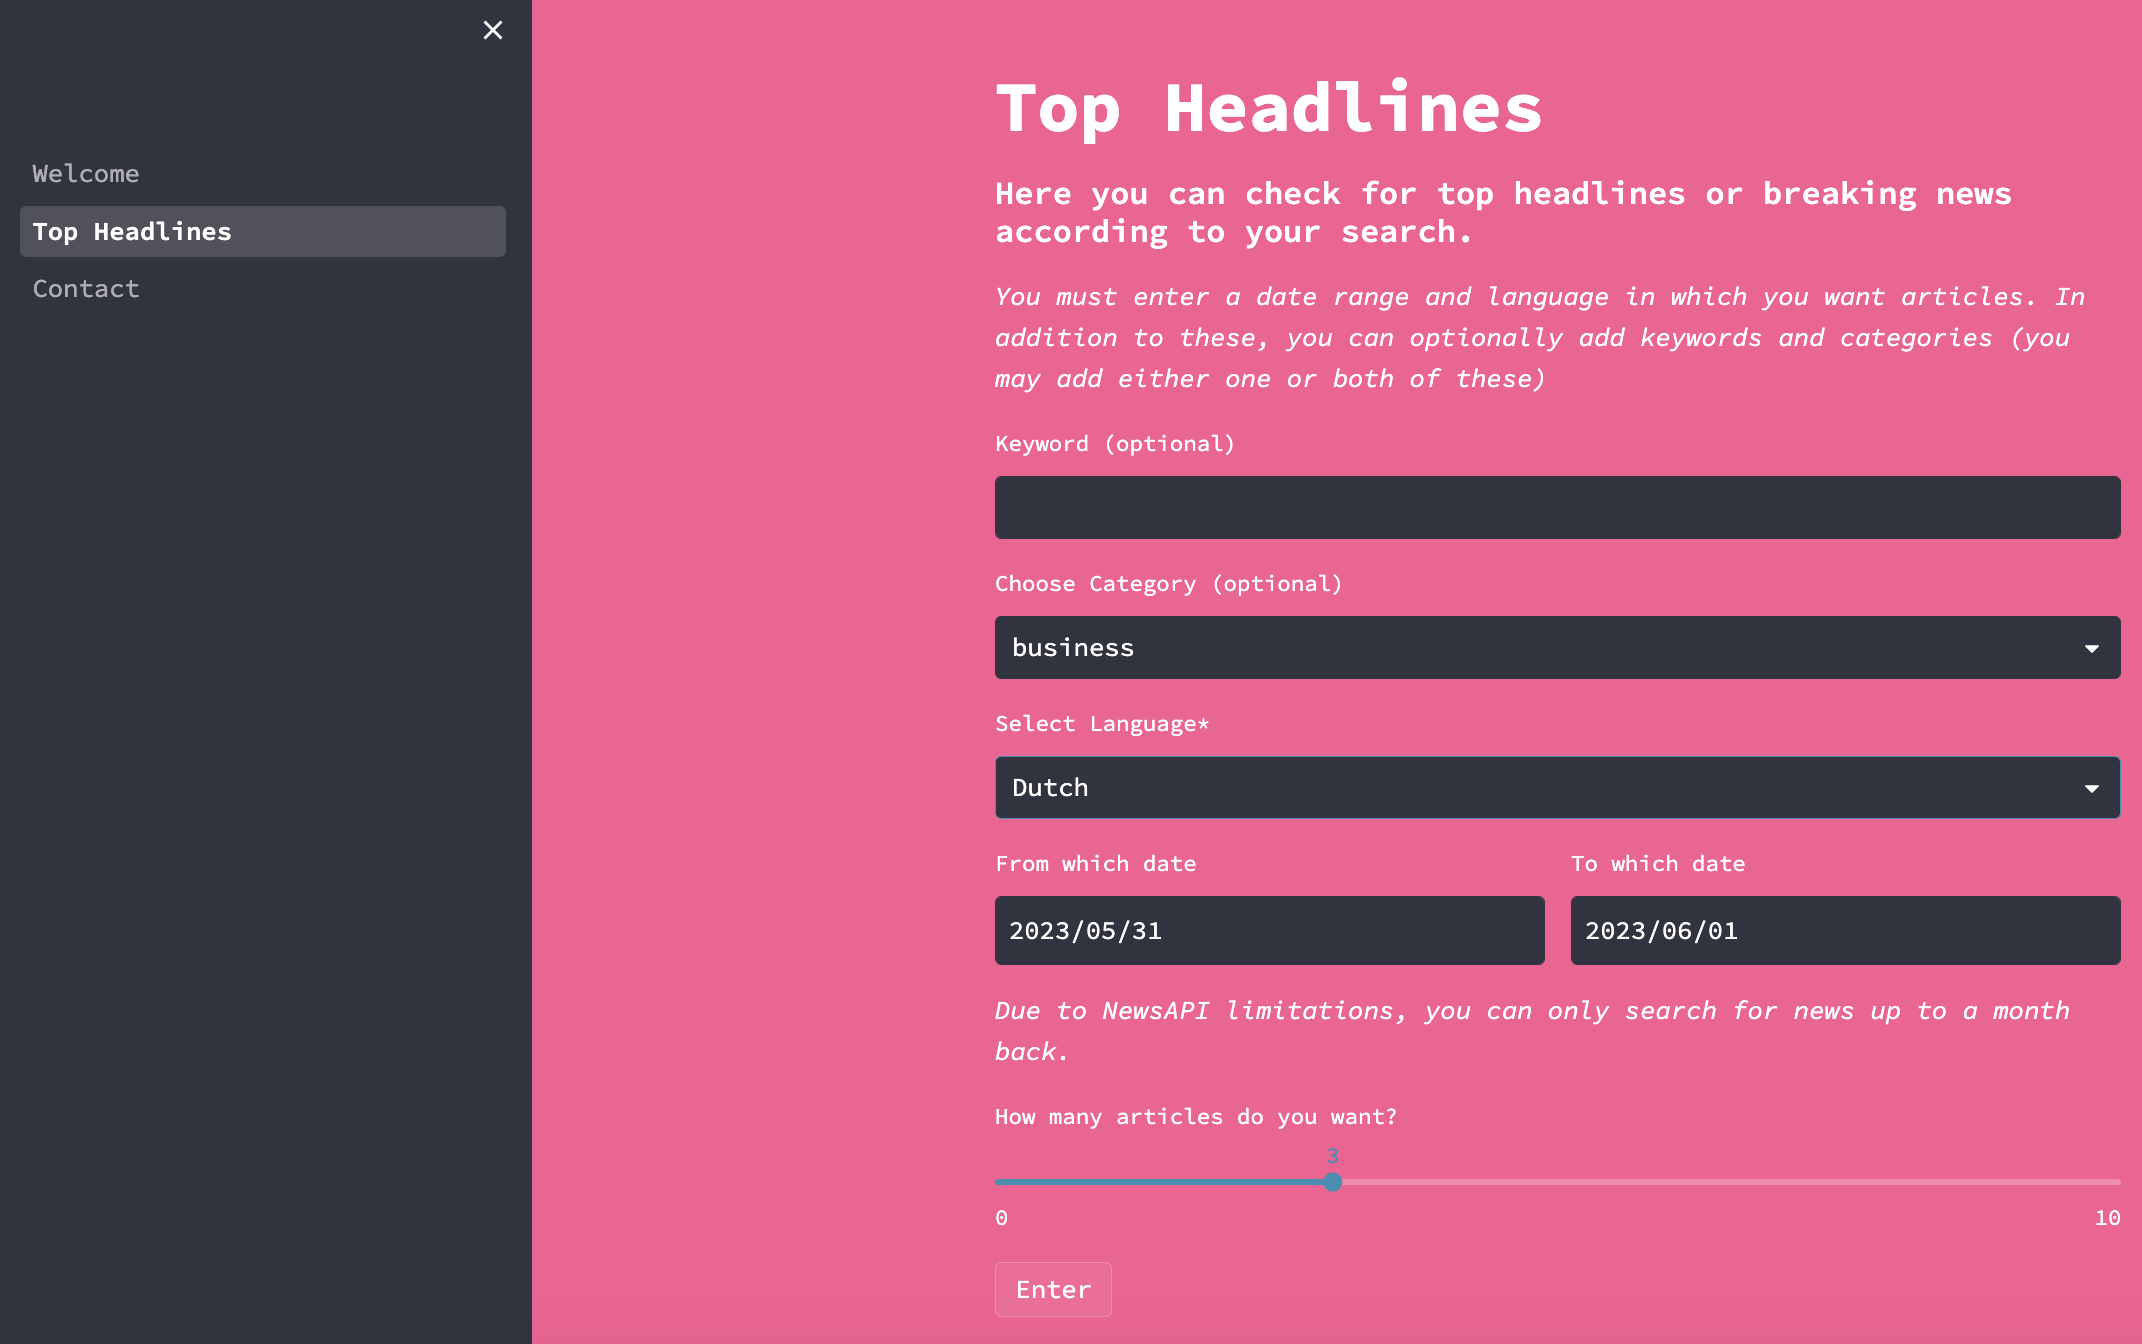 Welcome
Top Headlines
Contact
Top Headlines
Here you can check for top headlines or breaking news
according to your search.
You must enter a date range and language in which you want articles. In
addition to these, you can optionally add keywords and categories (you
may add either one or both of these)
Keyword (optional)
Choose Category (optional)
business
Select Language*
Dutch
From which date
To which date
2023/05/31
2023/06/01
Due to NewsAPI limitations, you can only search for news up to a month
back.
How many articles do you want?
3
0
10
Enter